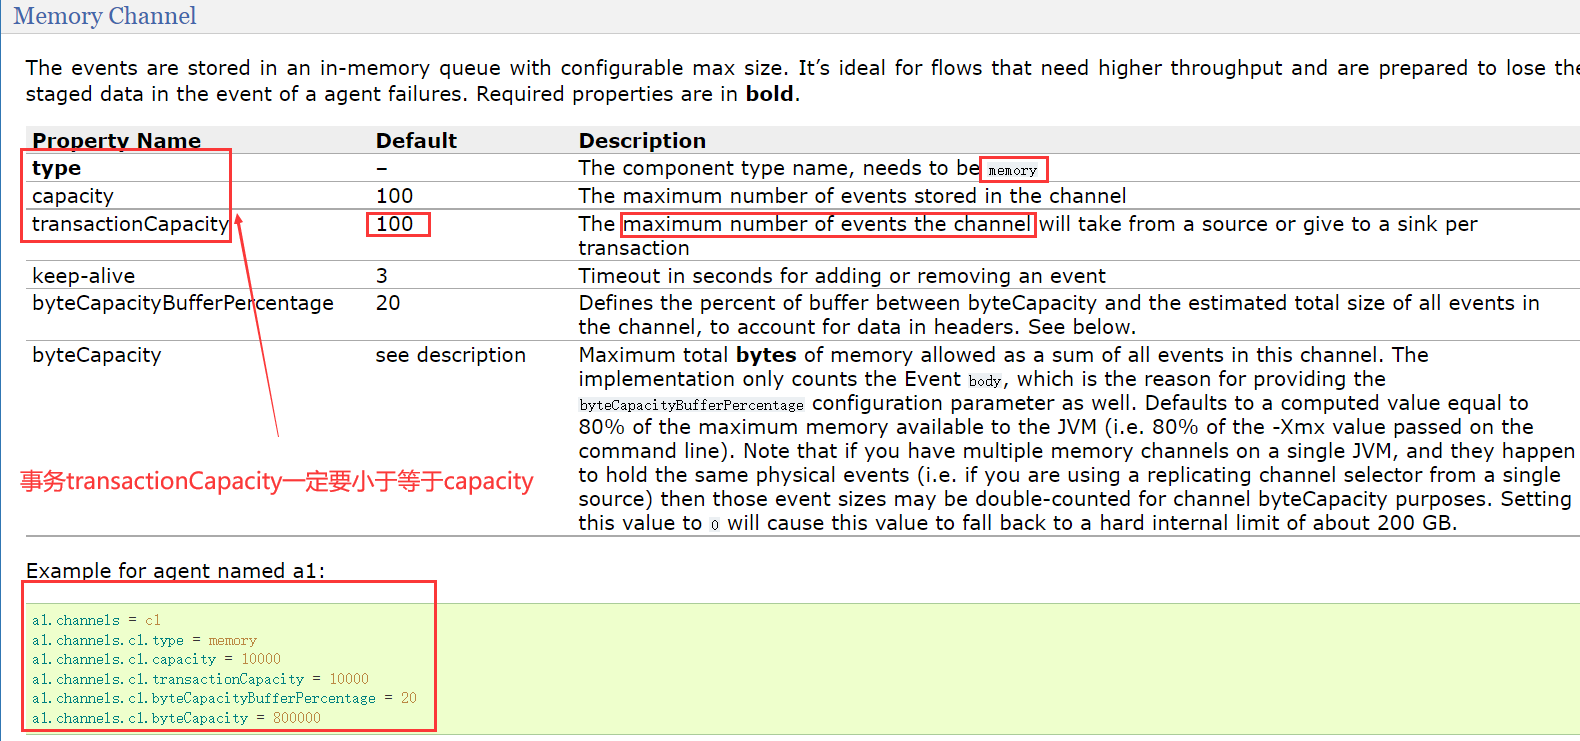 Memory Channel
The events are stored in an in-memory queue with configurable max size. It's ideal for flows that need higher throughput and are prepared to lose the
staged data in the event of a agent failures. Required properties are in bold.
Property Name Default Description
type – The component type name, needs to be memory
capacity 100 The maximum number of events stored in the channel
transactionCapacity 100 The maximum number of events the channel will take from a source or give to a sink per
transaction
keep-alive 3 Timeout in seconds for adding or removing an event
byteCapacityBufferPercentage 20 Defines the percent of buffer between byteCapacity and the estimated total size of all events in
the channel, to account for data in headers. See below.
byteCapacity see description Maximum total bytes of memory allowed as a sum of all events in this channel. The
implementation only counts the Event body, which is the reason for providing the
byteCapacityBufferPercentage configuration parameter as well. Defaults to a computed value equal to
80% of the maximum memory available to the JVM (i.e. 80% of the -Xmx value passed on the
command line). Note that if you have multiple memory channels on a single JVM, and they happen
to hold the same physical events (i.e. if you are using a replicating channel selector from a single
source) then those event sizes may be double-counted for channel byteCapacity purposes. Setting
this value to 0 will cause this value to fall back to a hard internal limit of about 200 GB.
事务transactionCapacity一定要小于等于capacity
Example for agent named a1:
a1.channels = c1
a1.channels.c1.type = memory
a1.channels.c1.capacity = 10000
a1.channels.c1.transactionCapacity = 10000
a1.channels.c1.byteCapacityBufferPercentage = 20
a1.channels.c1.byteCapacity = 800000